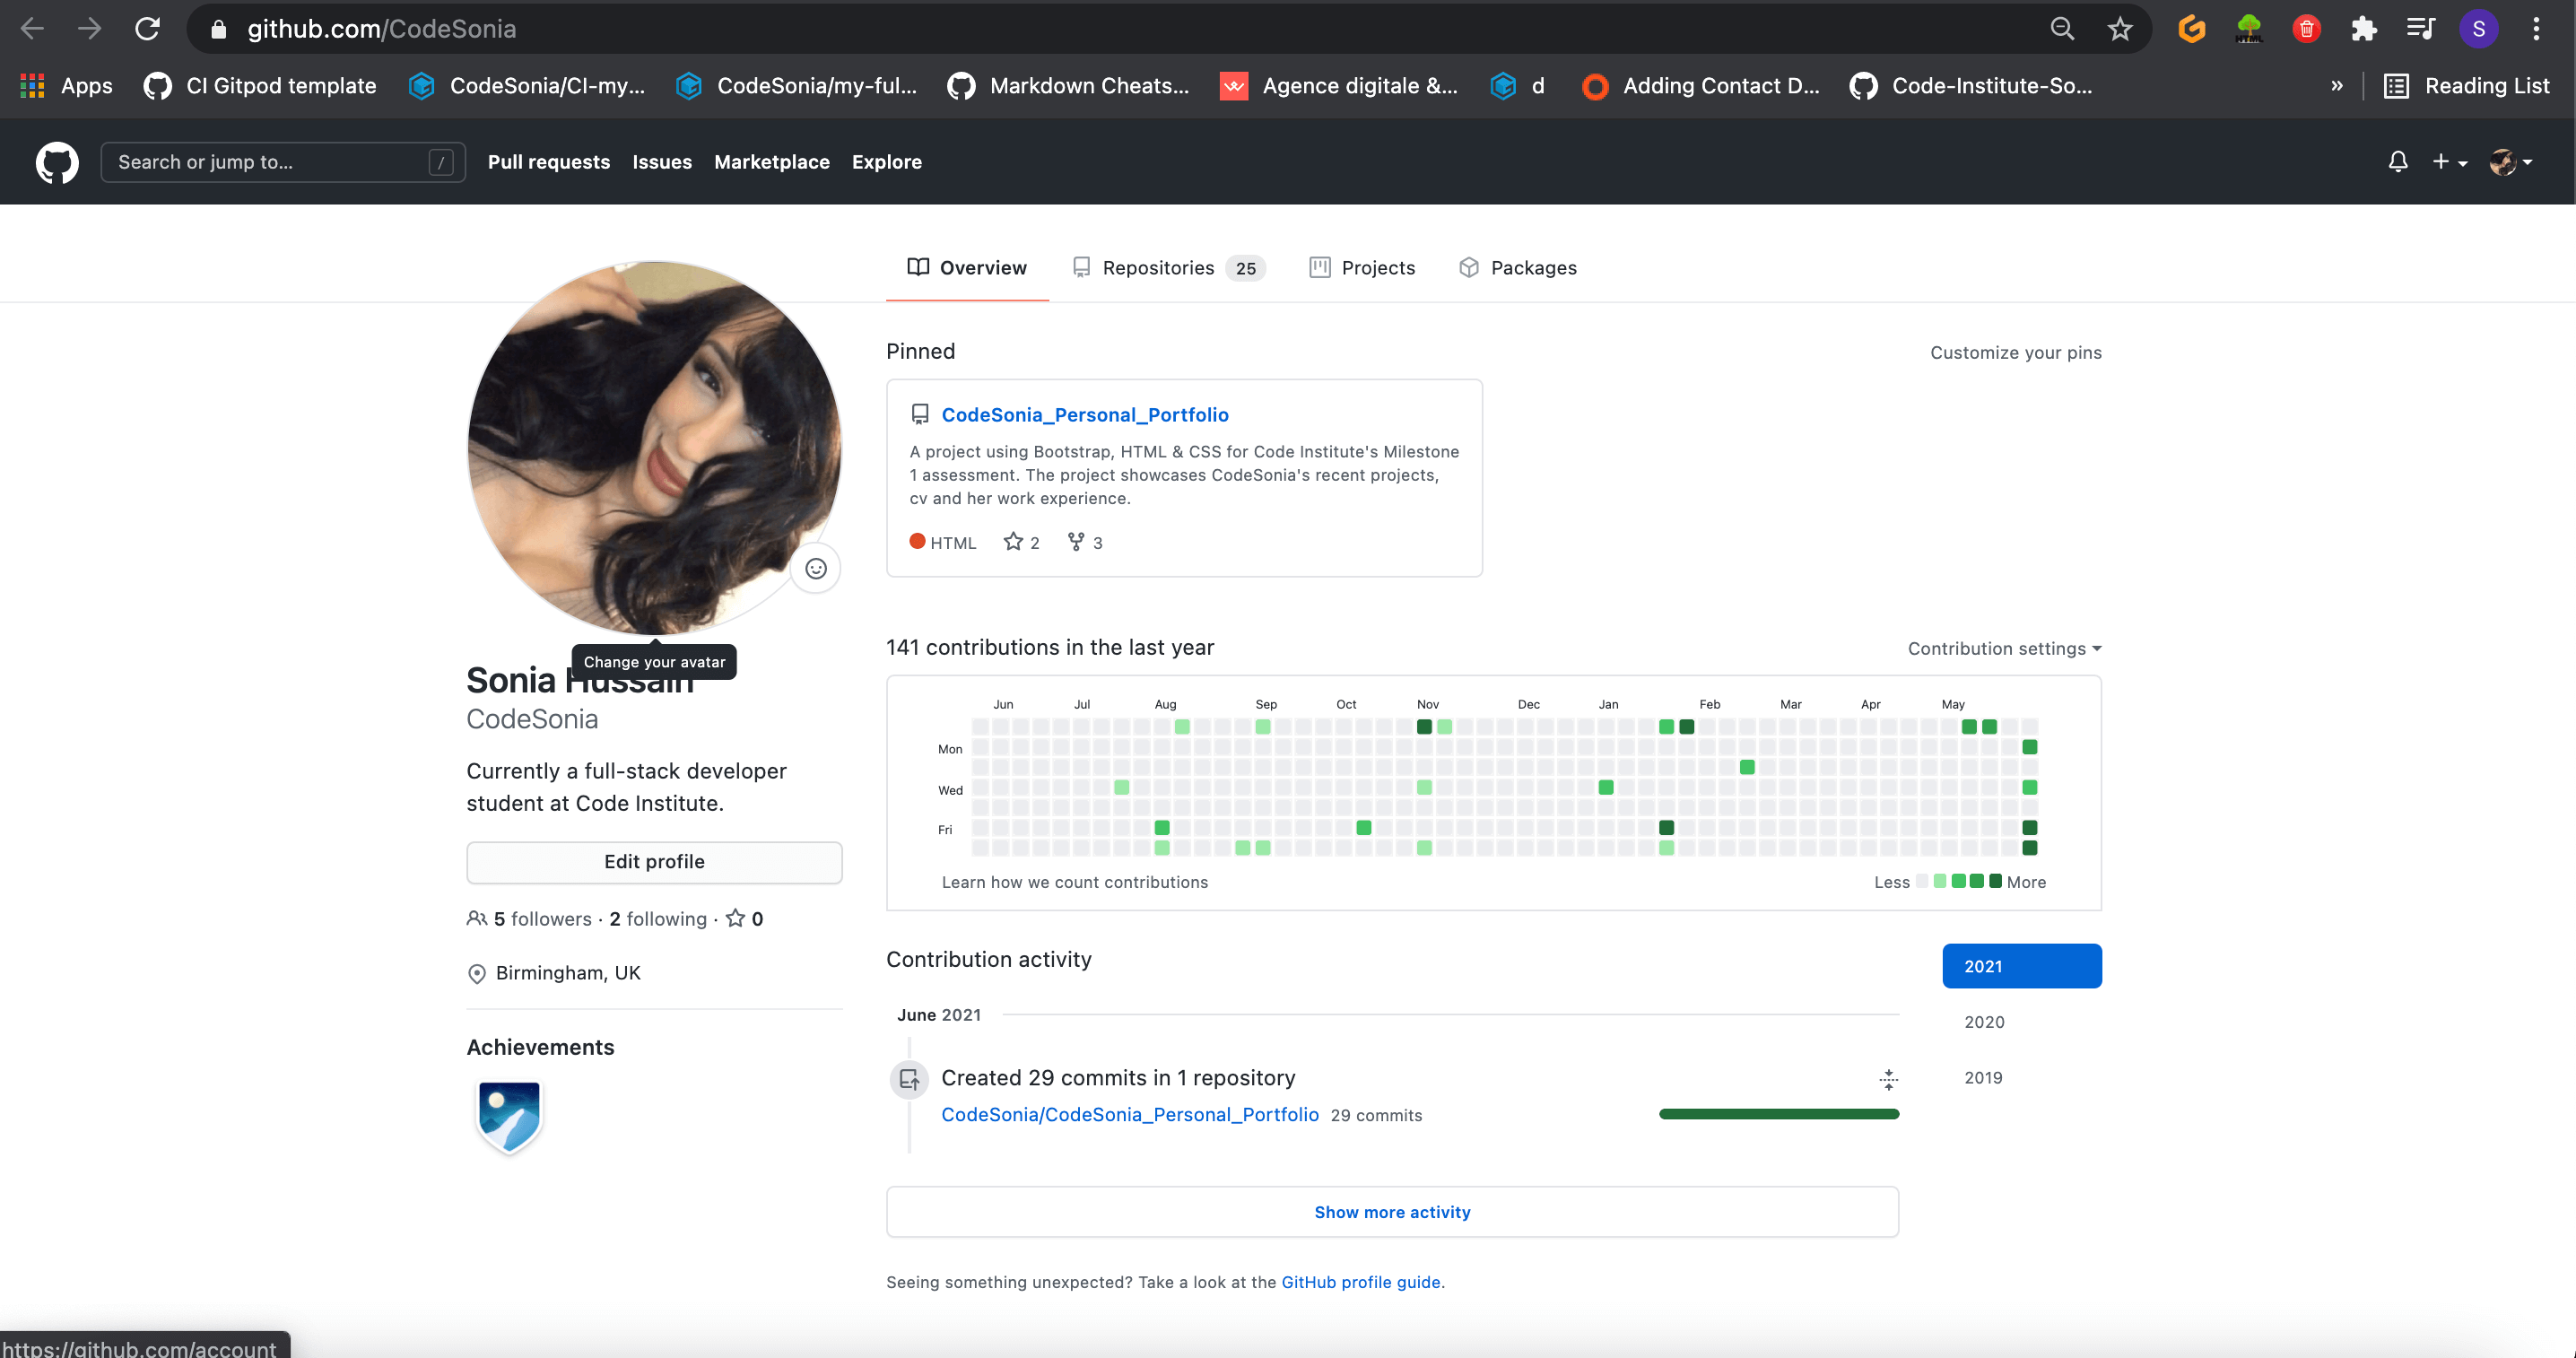 github.com/CodeSonia
S
Apps
CI Gitpod template
CodeSonia/CI-my...
CodeSonia/my-ful...
Markdown Cheats...
Agence digitale &...
d
Adding Contact D...
Code-Institute-So...
»
Reading List
Search or jump to...
/
Pull requests
Issues
Marketplace
Explore
Overview
Repositories 25
Projects
Packages
Pinned
Customize your pins
CodeSonia_Personal_Portfolio
A project using Bootstrap, HTML & CSS for Code Institute's Milestone
1 assessment. The project showcases CodeSonia's recent projects,
cv and her work experience.
HTML 2 3
Change your avatar
Sonia Hussain
CodeSonia
Currently a full-stack developer
student at Code Institute.
Edit profile
5 followers · 2 following · 0
Birmingham, UK
Achievements
141 contributions in the last year
Contribution settings
Jun Jul Aug Sep Oct Nov Dec Jan Feb Mar Apr May
Mon
Wed
Fri
Learn how we count contributions
Less More
Contribution activity
2021
2020
2019
June 2021
Created 29 commits in 1 repository
CodeSonia/CodeSonia_Personal_Portfolio 29 commits
Show more activity
Seeing something unexpected? Take a look at the GitHub profile guide.
https://github.com/account